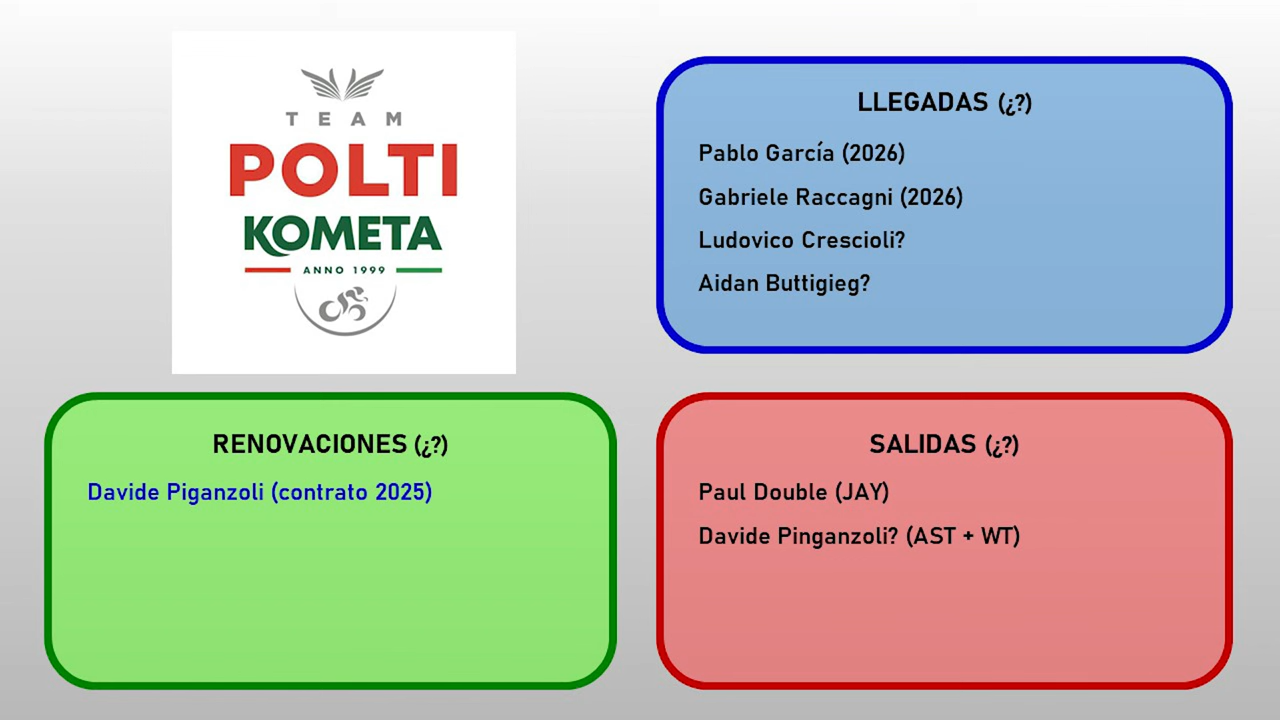 TEAM
POLTI
KOMETA
ANNO 1999
LLEGADAS (¿?)
Pablo García (2026)
Gabriele Raccagni (2026)
Ludovico Crescioli?
Aidan Buttigieg?
RENOVACIONES (¿?)
Davide Piganzoli (contrato 2025)
SALIDAS (¿?)
Paul Double (JAY)
Davide Pinganzoli? (AST + WT)